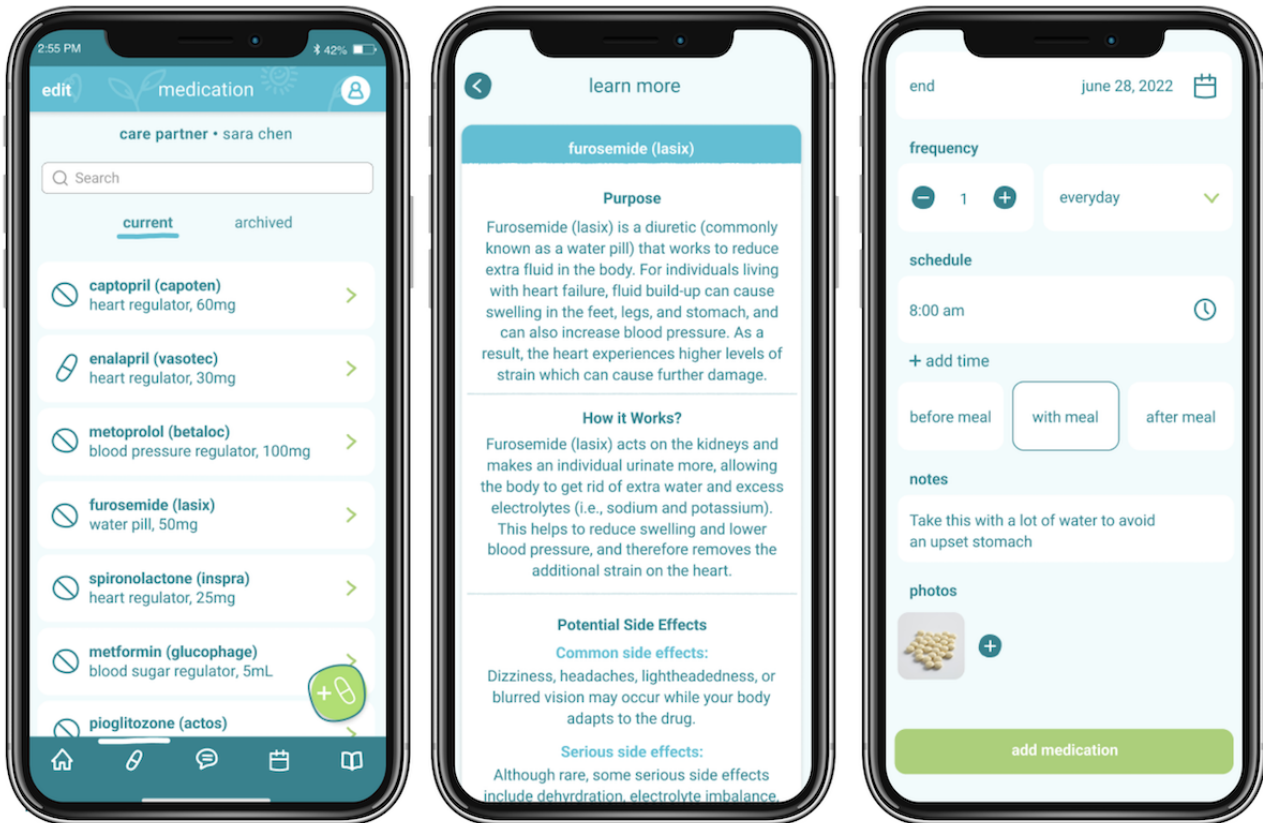 2:55 PM
42%
edit
medication
care partner • sara chen
Search
current
archived
captopril (capoten)
heart regulator, 60mg
enalapril (vasotec)
heart regulator, 30mg
metoprolol (betaloc)
blood pressure regulator, 100mg
furosemide (lasix)
water pill, 50mg
spironolactone (inspra)
heart regulator, 25mg
metformin (glucophage)
blood sugar regulator, 5mL
pioglitozone (actos)
learn more
furosemide (lasix)
Purpose
Furosemide (lasix) is a diuretic (commonly
known as a water pill) that works to reduce
extra fluid in the body. For individuals living
with heart failure, fluid build-up can cause
swelling in the feet, legs, and stomach, and
can also increase blood pressure. As a
result, the heart experiences higher levels of
strain which can cause further damage.
How it Works?
Furosemide (lasix) acts on the kidneys and
makes an individual urinate more, allowing
the body to get rid of extra water and excess
electrolytes (i.e., sodium and potassium).
This helps to reduce swelling and lower
blood pressure, and therefore removes the
additional strain on the heart.
Potential Side Effects
Common side effects:
Dizziness, headaches, lightheadedness, or
blurred vision may occur while your body
adapts to the drug.
Serious side effects:
Although rare, some serious side effects
include dehyrdration, electrolyte imbalance,
end
june 28, 2022
frequency
1
everyday
schedule
8:00 am
+ add time
before meal
with meal
after meal
notes
Take this with a lot of water to avoid
an upset stomach
photos
add medication